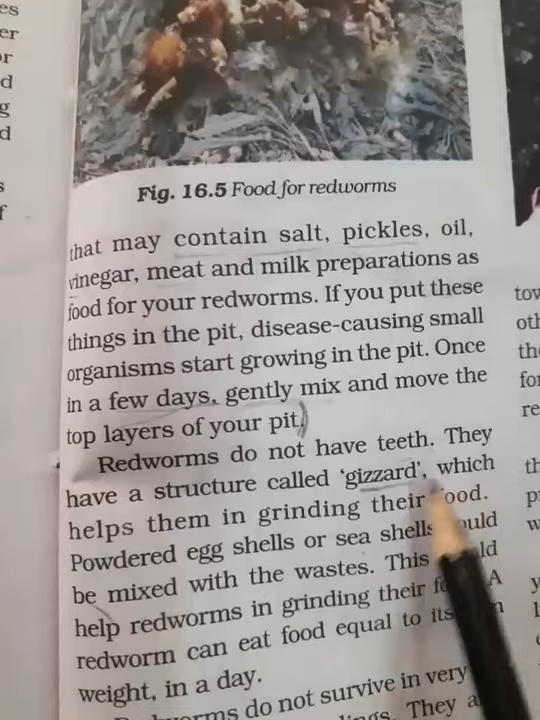 Fig. 16.5 Food for redworms
that may contain salt, pickles, oil,
vinegar, meat and milk preparations as
food for your redworms. If you put these
things in the pit, disease-causing small
organisms start growing in the pit. Once
in a few days, gently mix and move the
top layers of your pit.
Redworms do not have teeth. They
have a structure called ‘gizzard’, which
helps them in grinding their food.
Powdered egg shells or sea shells
be mixed with the wastes. This
help redworms in grinding their A
redworm can eat food equal to its
weight, in a day.
do not survive in very
They